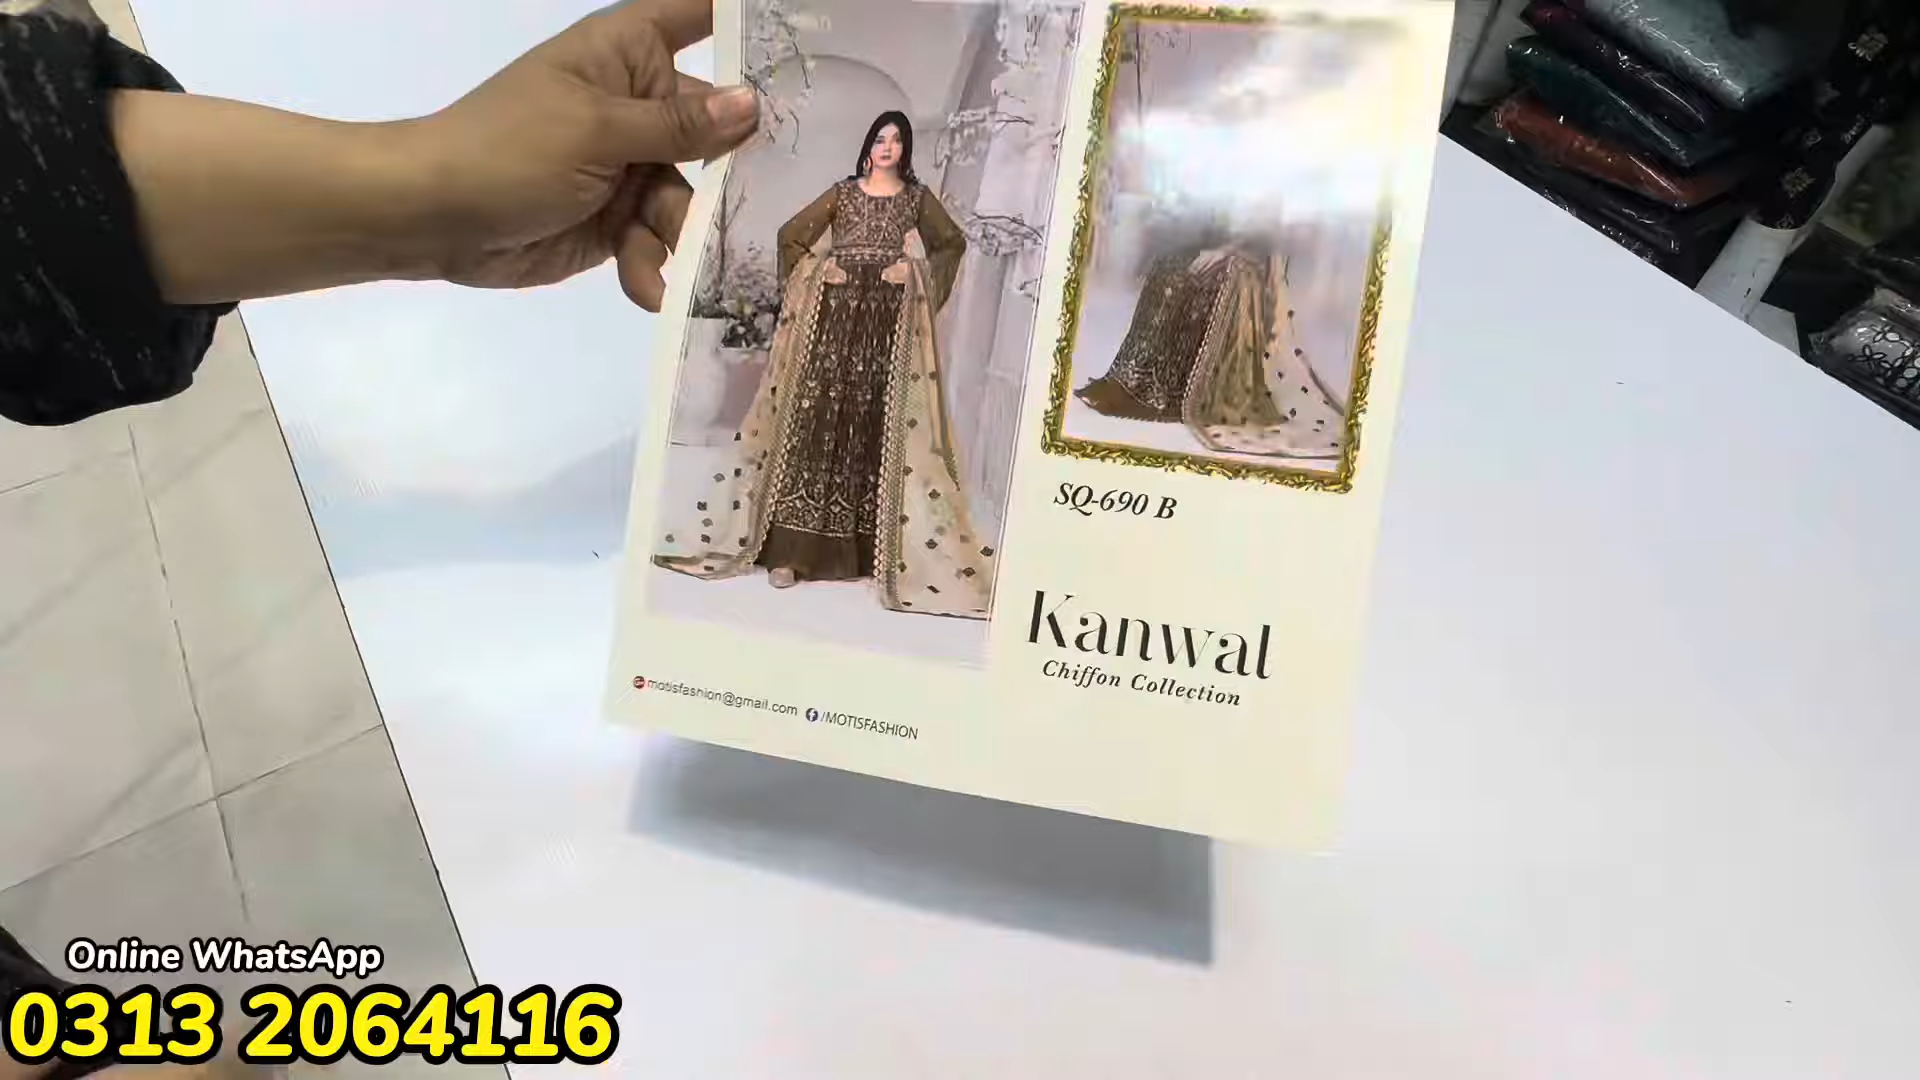 SQ-690 B
Kanwal
Chiffon Collection
motisfashion@gmail.com /MOTISFASHION
Online WhatsApp
0313 2064116